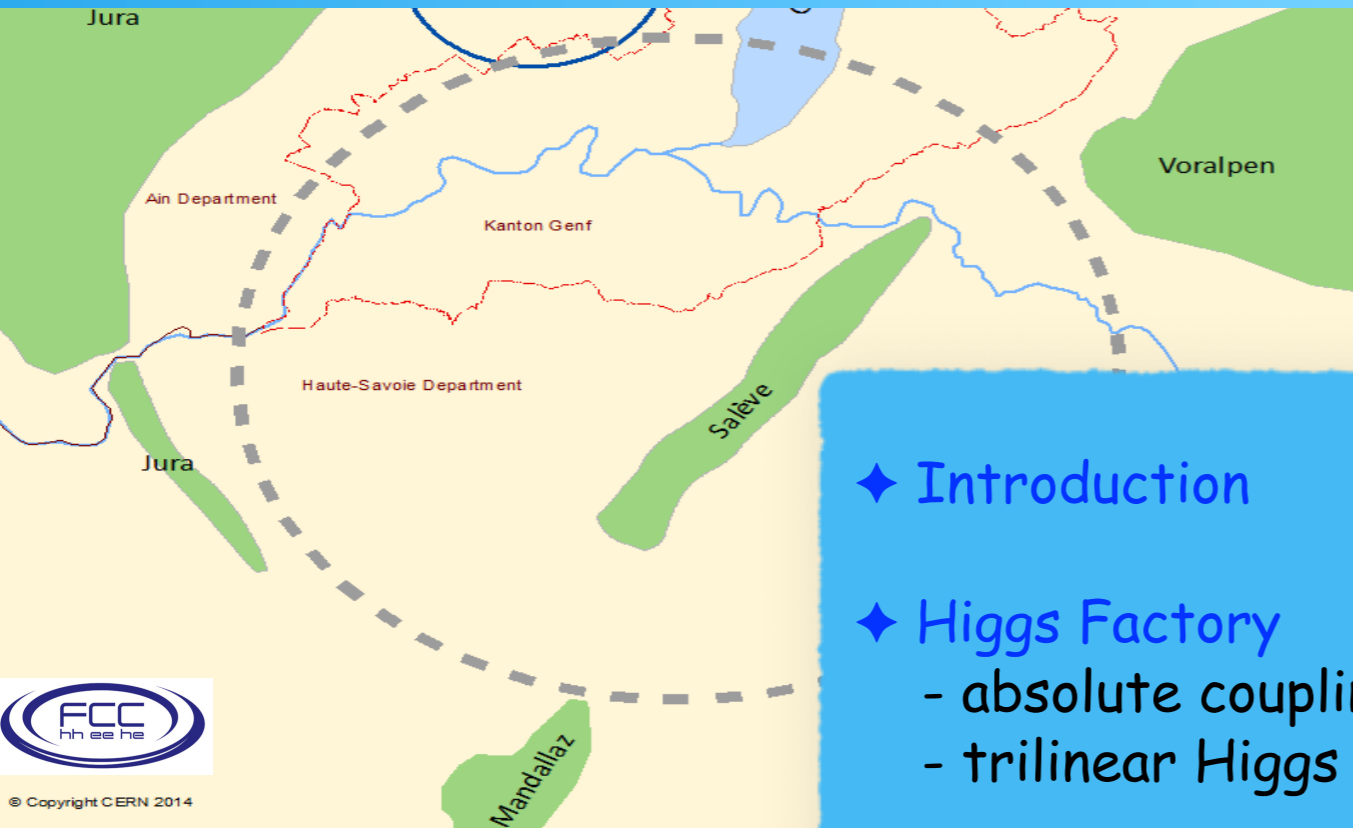 Jura
Voralpen
Ain Department
Kanton Genf
Haute-Savoie Department
Salève
Jura
Mandallaz
FCC
hh ee he
© Copyright CERN 2014
✦ Introduction
✦ Higgs Factory
- absolute
- trilinear Higgs